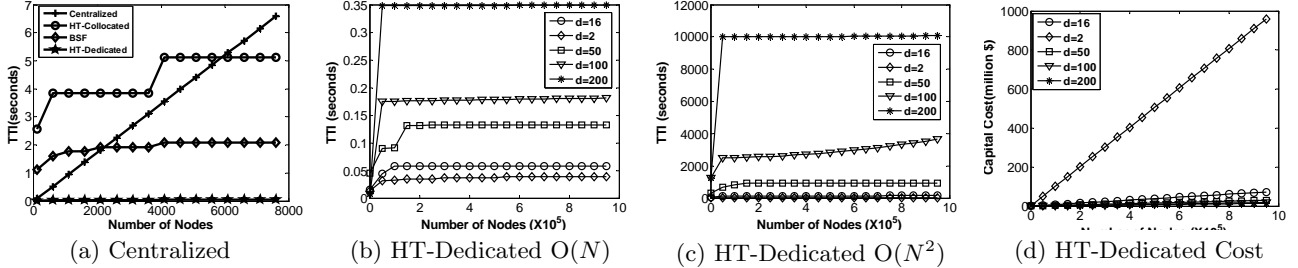 7
6
5
4
3
2
1
0
0 2000 4000 6000 8000
TTI(seconds)
Number of Nodes
Centralized
HT-Collocated
BSF
HT-Dedicated
(a) Centralized
0.35
0.3
0.25
0.2
0.15
0.1
0.05
0
0 2 4 6 8 10
TTI (seconds)
Number of Nodes (X10^5)
d=16
d=2
d=50
d=100
d=200
(b) HT-Dedicated O(N)
12000
10000
8000
6000
4000
2000
0
0 2 4 6 8 10
TTI (seconds)
Number of Nodes (X10^5)
d=16
d=2
d=50
d=100
d=200
(c) HT-Dedicated O(N^2)
1000
800
600
400
200
0
0 2 4 6 8 10
Capital Cost(million $)
Number of Nodes (X10^5)
d=16
d=2
d=50
d=100
d=200
(d) HT-Dedicated Cost